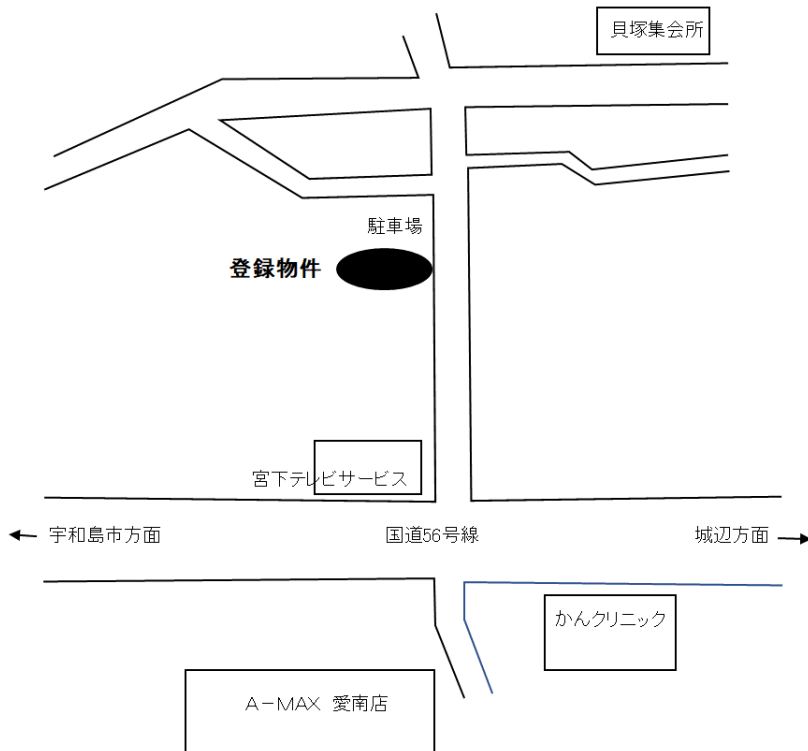 貝塚集会所
駐車場
登録物件
宮下テレビサービス
宇和島市方面
国道56号線
城辺方面
かんクリニック
A-MAX 愛南店